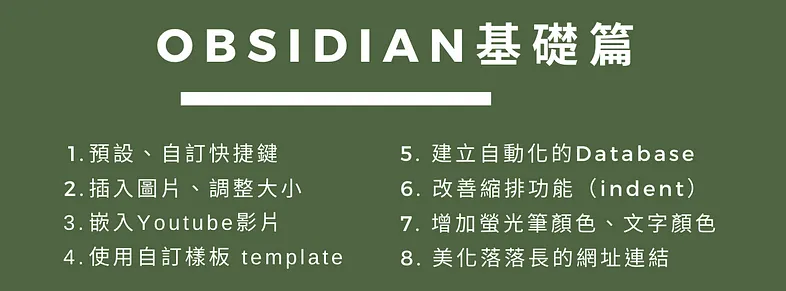 OBSIDIAN基礎篇
1.預設、自訂快捷鍵
2.插入圖片、調整大小
3.嵌入Youtube影片
4.使用自訂樣板 template
5. 建立自動化的Database
6. 改善縮排功能（indent）
7. 增加螢光筆顏色、文字顏色
8. 美化落落長的網址連結